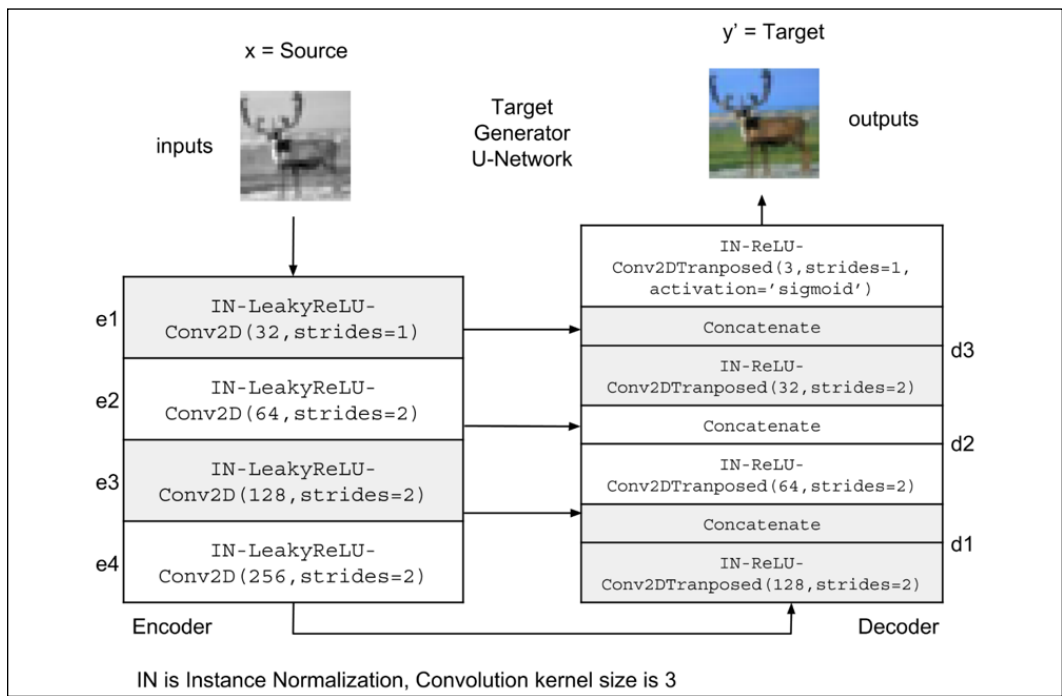 x = Source
y’ = Target
inputs
Target
Generator
U-Network
outputs
e1
IN-LeakyReLU-
Conv2D(32,strides=1)
e2
IN-LeakyReLU-
Conv2D(64,strides=2)
e3
IN-LeakyReLU-
Conv2D(128,strides=2)
e4
IN-LeakyReLU-
Conv2D(256,strides=2)
Encoder
IN-ReLU-
Conv2DTranposed(3,strides=1,
activation=’sigmoid’)
Concatenate
d3
IN-ReLU-
Conv2DTranposed(32,strides=2)
Concatenate
d2
IN-ReLU-
Conv2DTranposed(64,strides=2)
Concatenate
d1
IN-ReLU-
Conv2DTranposed(128,strides=2)
Decoder
IN is Instance Normalization, Convolution kernel size is 3